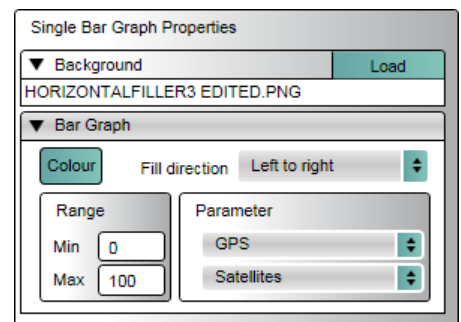 Single Bar Graph Properties
▼ Background Load
HORIZONTALFILLER3 EDITED.PNG
▼ Bar Graph
Colour Fill direction Left to right
Range Parameter
Min 0 GPS
Max 100 Satellites